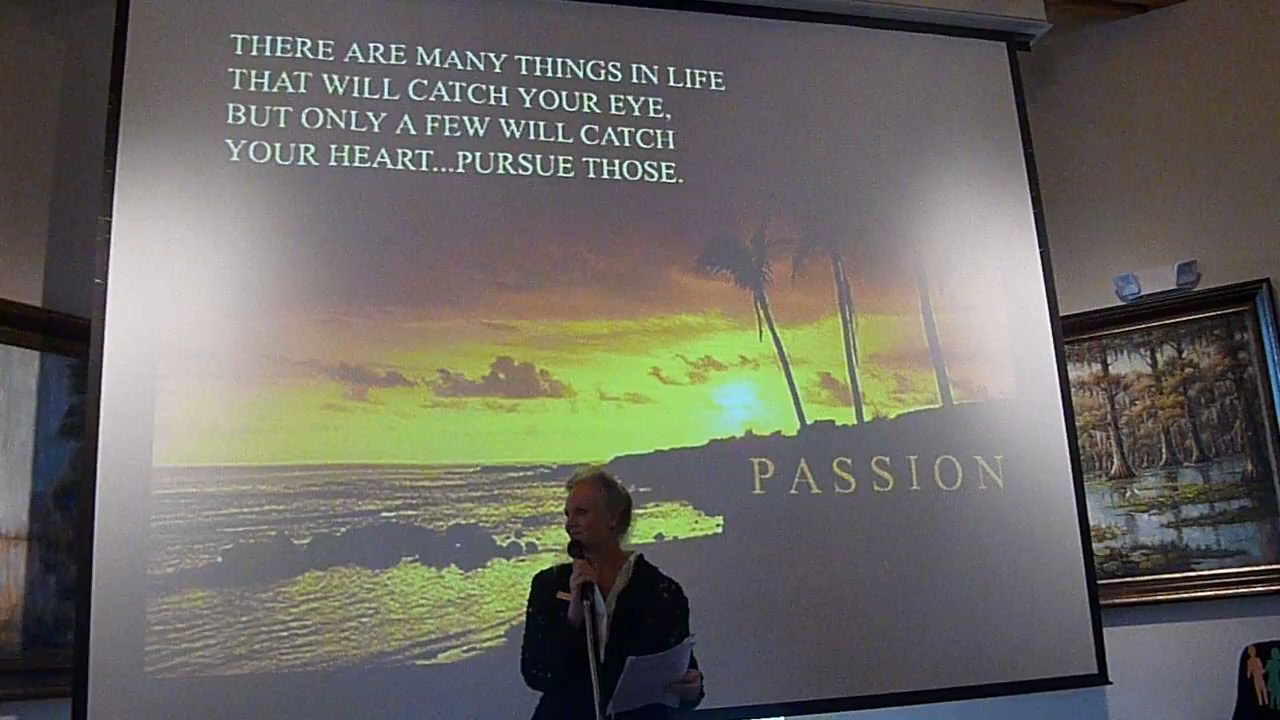 THERE ARE MANY THINGS IN LIFE
THAT WILL CATCH YOUR EYE,
BUT ONLY A FEW WILL CATCH
YOUR HEART...PURSUE THOSE.
PASSION